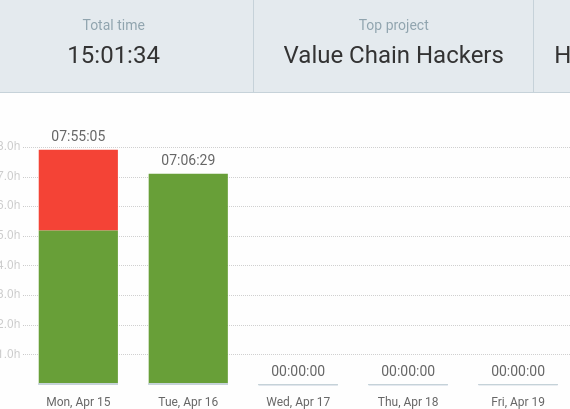 Total time
15:01:34
Top project
Value Chain Hackers
H
07:55:05
07:06:29
8.0h
7.0h
6.0h
5.0h
4.0h
3.0h
2.0h
1.0h
00:00:00
00:00:00
00:00:00
Mon, Apr 15
Tue, Apr 16
Wed, Apr 17
Thu, Apr 18
Fri, Apr 19